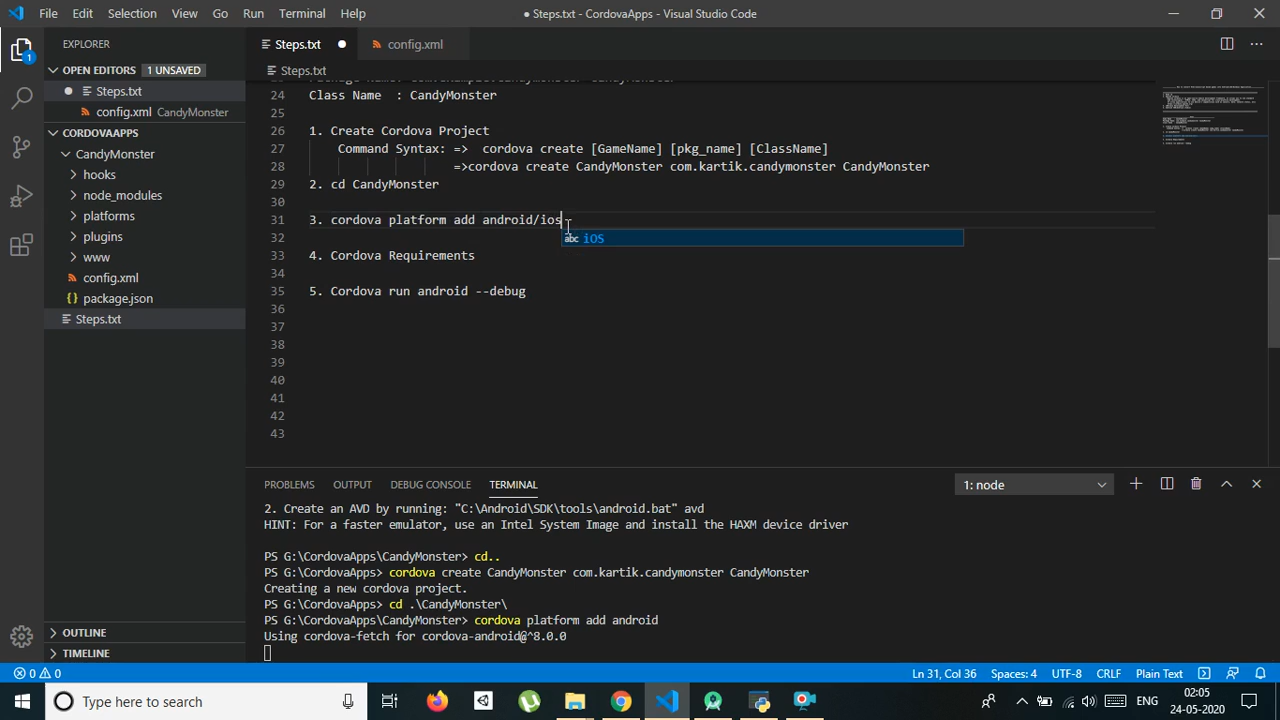 File Edit Selection View Go Run Terminal Help
● Steps.txt - CordovaApps - Visual Studio Code
EXPLORER
OPEN EDITORS 1 UNSAVED
Steps.txt
config.xml CandyMonster
CORDOVAAPPS
CandyMonster
hooks
node_modules
platforms
plugins
www
config.xml
package.json
Steps.txt
OUTLINE
TIMELINE
1
Steps.txt
config.xml
Steps.txt
24 Class Name  : CandyMonster
25
26 1. Create Cordova Project
27 Command Syntax: =>cordova create [GameName] [pkg_name] [ClassName]
28 =>cordova create CandyMonster com.kartik.candymonster CandyMonster
29 2. cd CandyMonster
30
31 3. cordova platform add android/ios
abc iOS
32
33 4. Cordova Requirements
34
35 5. Cordova run android --debug
36
37
38
39
40
41
42
43
PROBLEMS OUTPUT DEBUG CONSOLE TERMINAL 1: node
2. Create an AVD by running: "C:\Android\SDK\tools\android.bat" avd
HINT: For a faster emulator, use an Intel System Image and install the HAXM device driver
PS G:\CordovaApps\CandyMonster> cd..
PS G:\CordovaApps> cordova create CandyMonster com.kartik.candymonster CandyMonster
Creating a new cordova project.
PS G:\CordovaApps> cd .\CandyMonster\
PS G:\CordovaApps\CandyMonster> cordova platform add android
Using cordova-fetch for cordova-android@^8.0.0
0 0 Ln 31, Col 36 Spaces: 4 UTF-8 CRLF Plain Text
Type here to search
ENG
02:05
24-05-2020